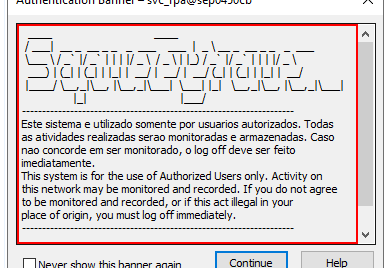 Authentication Banner – svc_rpa@sep0450cb
Este sistema e utilizado somente por usuarios autorizados. Todas
as atividades realizadas serao monitoradas e armazenadas. Caso
nao concorde em ser monitorado, o log off deve ser feito
imediatamente.
This system is for the use of Authorized Users only. Activity on
this network may be monitored and recorded. If you do not agree
to be monitored and recorded, or if this act illegal in your
place of origin, you must log off immediately.
Never show this banner again
Continue
Help